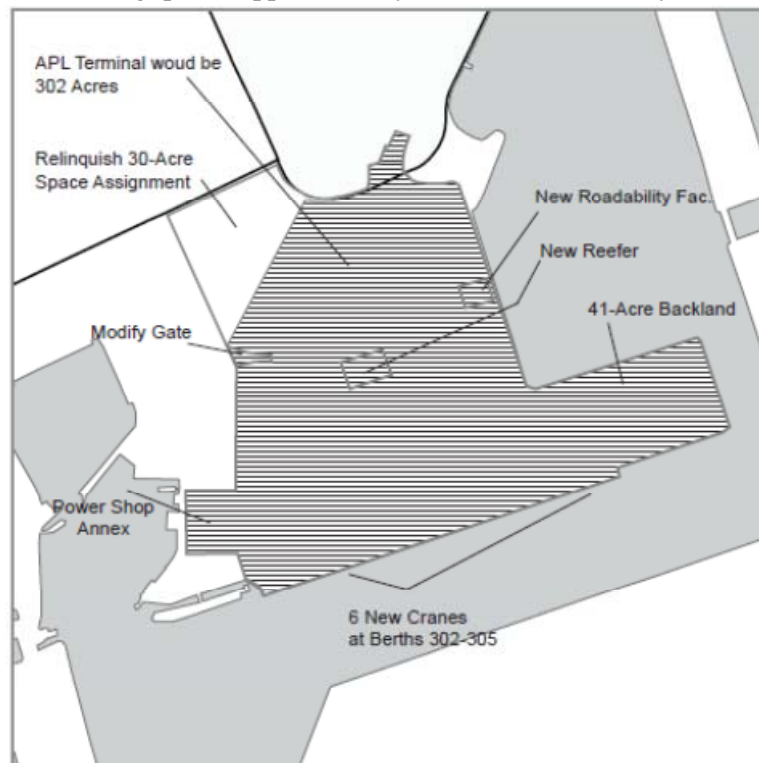 APL Terminal woud be
302 Acres
Relinquish 30-Acre
Space Assignment
New Roadability Fac.
New Reefer
41-Acre Backland
Modify Gate
Power Shop
Annex
6 New Cranes
at Berths 302-305